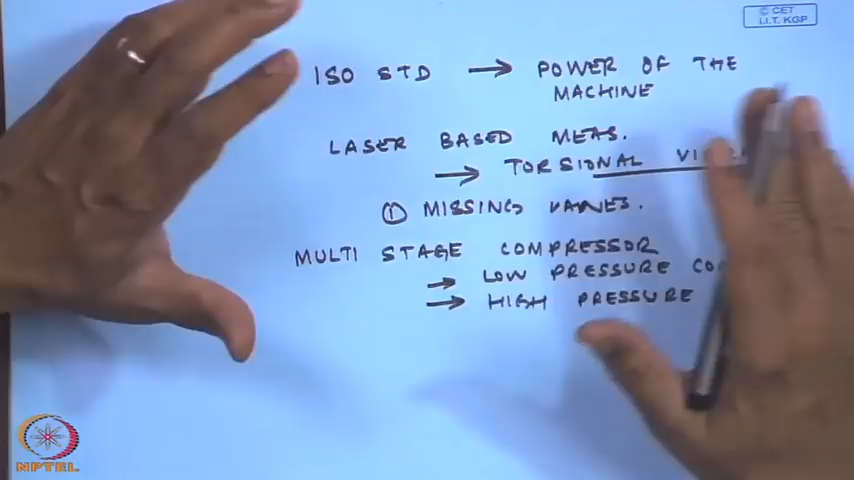 © CET
I.I.T. KGP
ISO STD → POWER OF THE
MACHINE
LASER BASED MEAS.
→ TORSIONAL
① MISSING VANES.
MULTI STAGE COMPRESSOR
→ LOW PRESSURE
→ HIGH PRESSURE
NPTEL